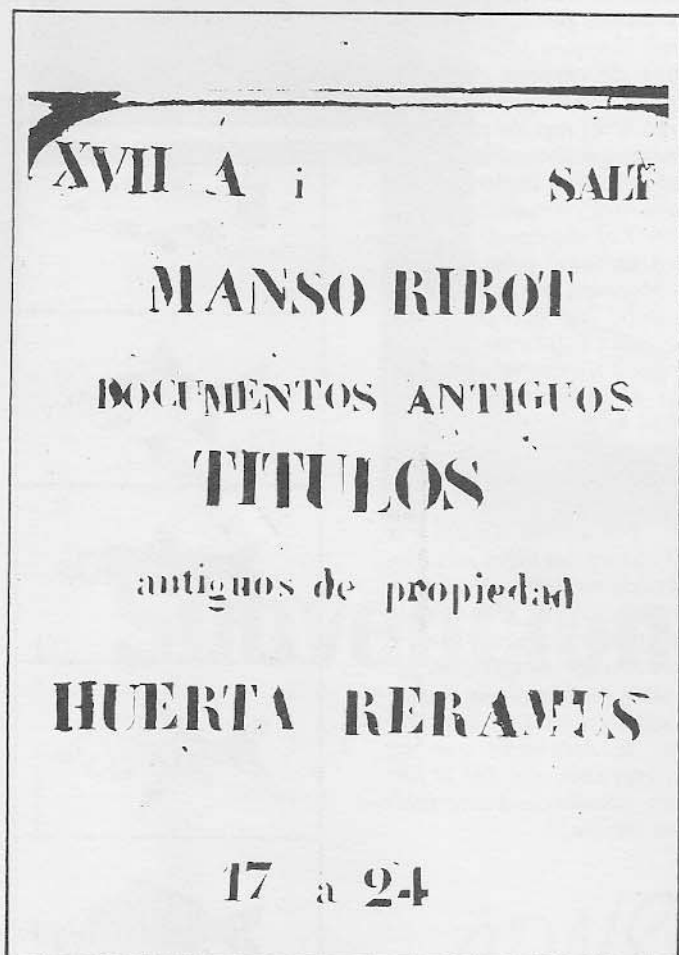 XVII A i SALT
MANSO RIBOT
DOCUMENTOS ANTIGUOS
TITULOS
antiguos de propiedad
HUERTA RERAMUS
17 a 24